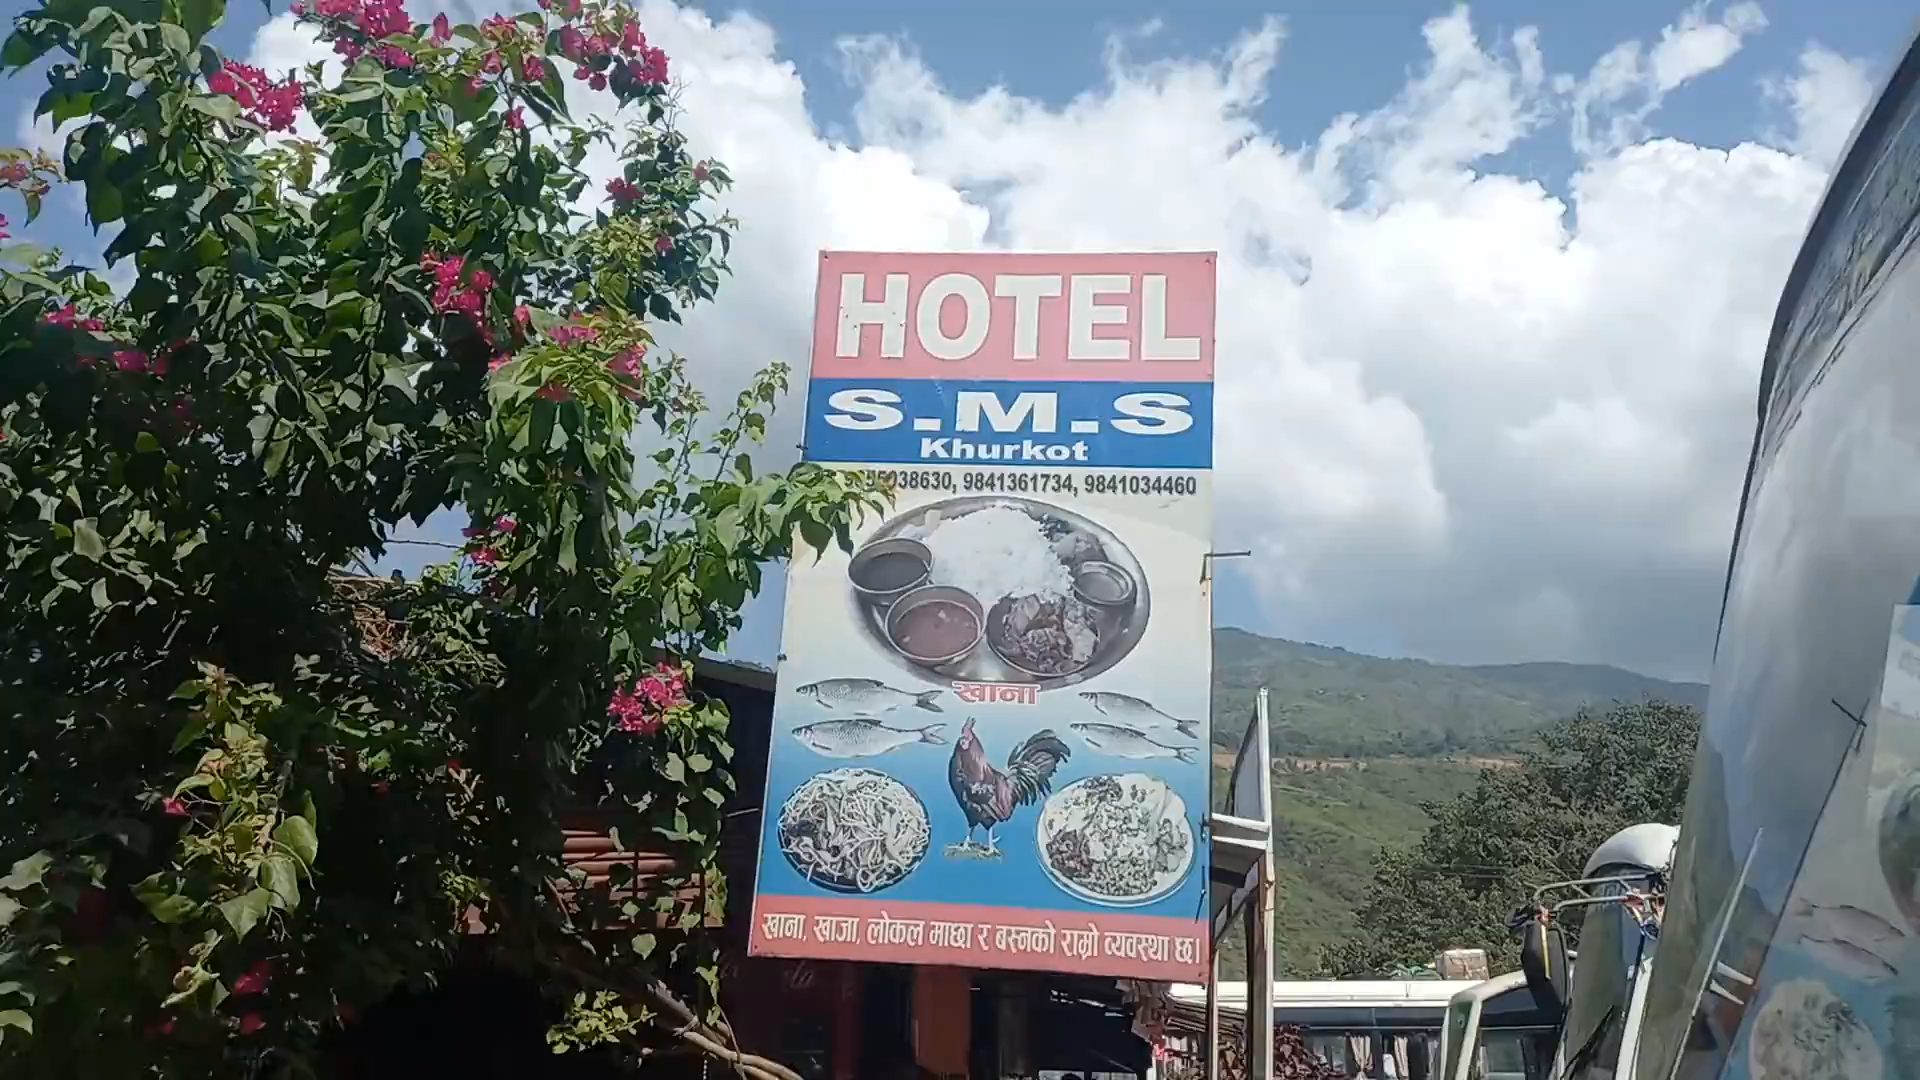 HOTEL
S.M.S
Khurkot
9841361734, 9841034460
खाना
खाना, खाजा, लोकल माछा र बस्नको राम्रो व्यवस्था छ।